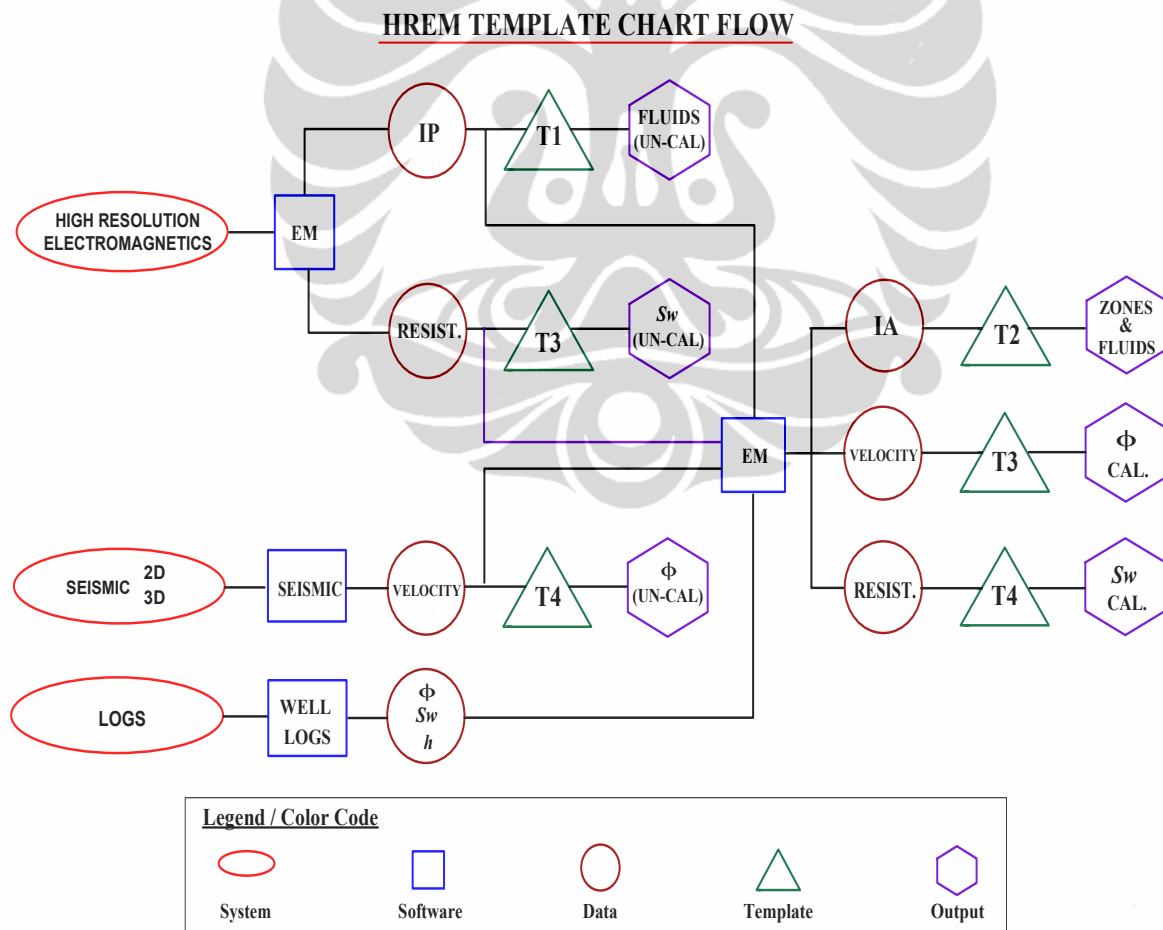 HREM TEMPLATE CHART FLOW
IP
T1
FLUIDS
(UN-CAL)
HIGH RESOLUTION
ELECTROMAGNETICS
EM
RESIST.
T3
Sw
(UN-CAL)
IA
T2
ZONES
&
FLUIDS
EM
VELOCITY
T3
Φ
CAL.
SEISMIC 2D
3D
SEISMIC
VELOCITY
T4
Φ
(UN-CAL)
RESIST.
T4
Sw
CAL.
LOGS
WELL
LOGS
Φ
Sw
h
Legend / Color Code
System
Software
Data
Template
Output